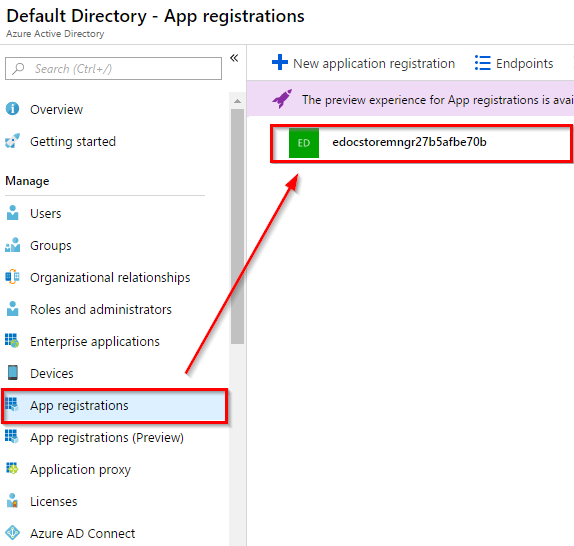 Default Directory - App registrations
Azure Active Directory
Search (Ctrl+/)
Overview
Getting started
Manage
Users
Groups
Organizational relationships
Roles and administrators
Enterprise applications
Devices
App registrations
App registrations (Preview)
Application proxy
Licenses
Azure AD Connect
New application registration
Endpoints
The preview experience for App registrations is avai
ED
edocstoremngr27b5afbe70b